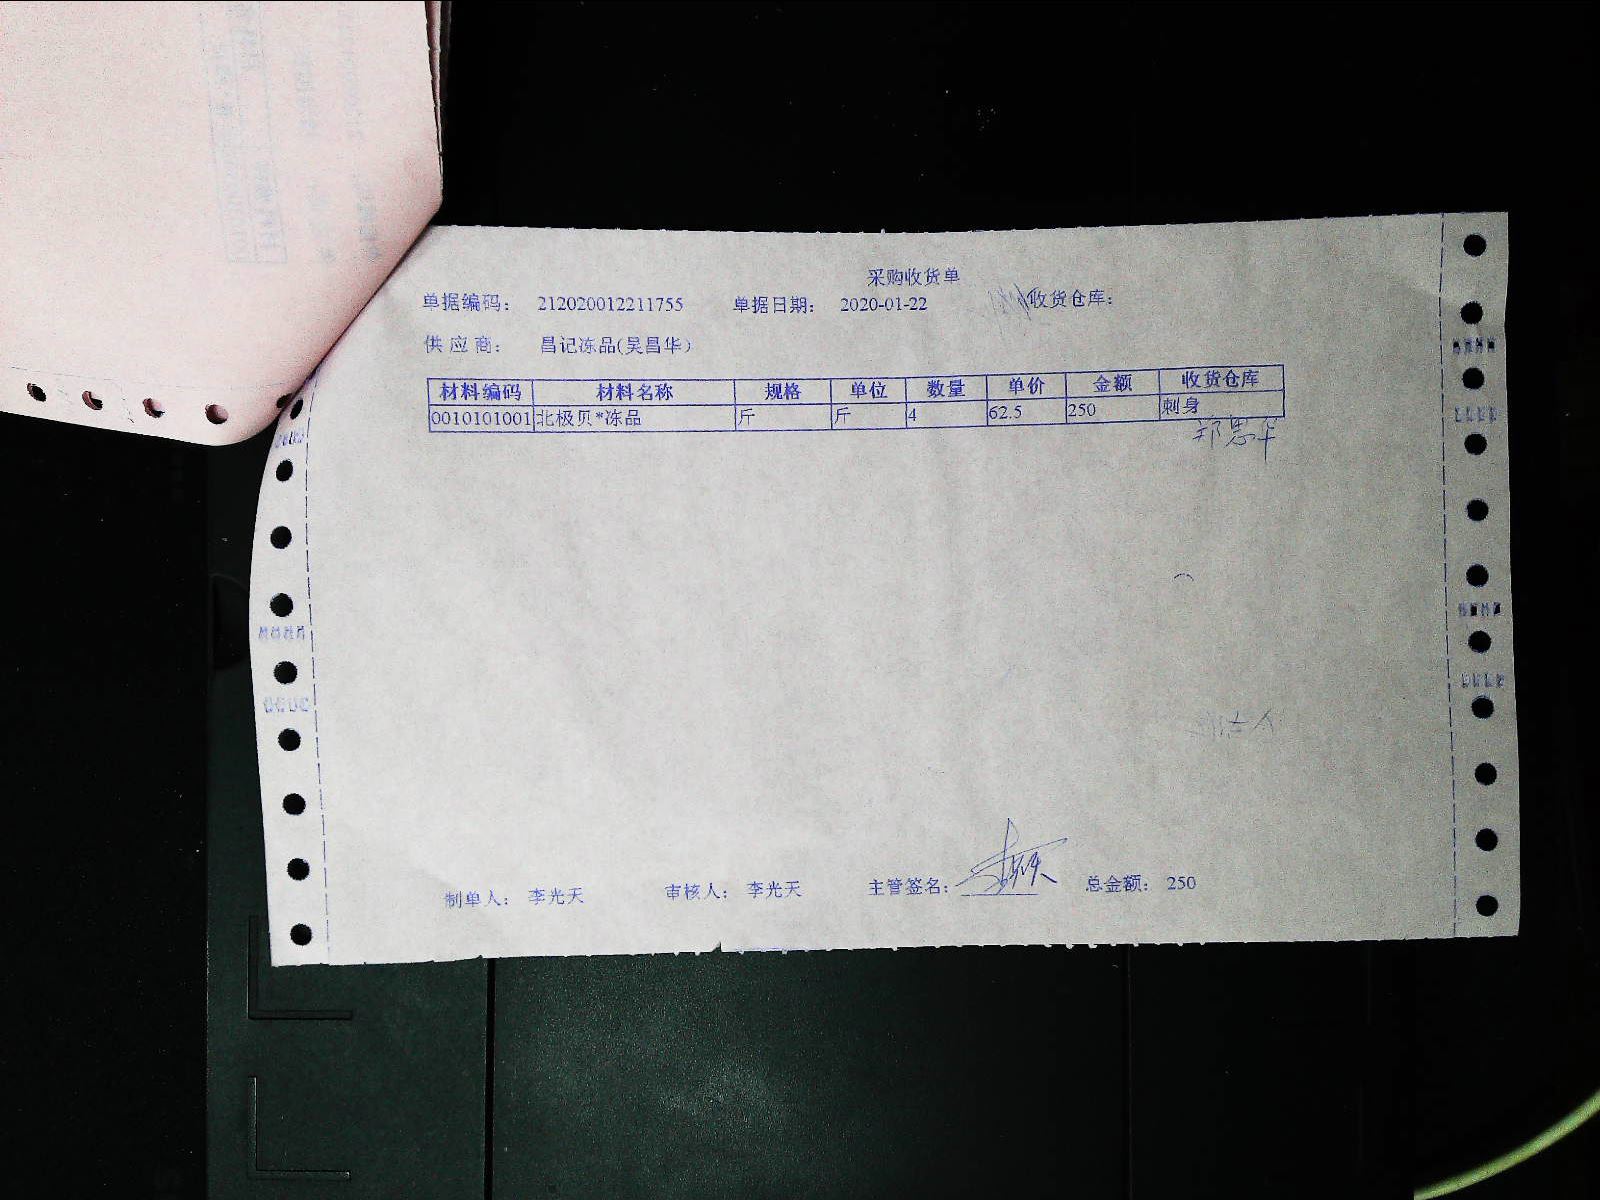 采购收货单
单据编码： 212020012211755 单据日期： 2020-01-22 收货仓库：
供应商： 昌记冻品(吴昌华）
材料编码 材料名称 规格 单位 数量 单价 金额 收货仓库
0010101001 北极贝*冻品 斤 斤 4 62.5 250 刺身
郑思华
制单人： 李光天 审核人： 李光天 主管签名： 总金额： 250